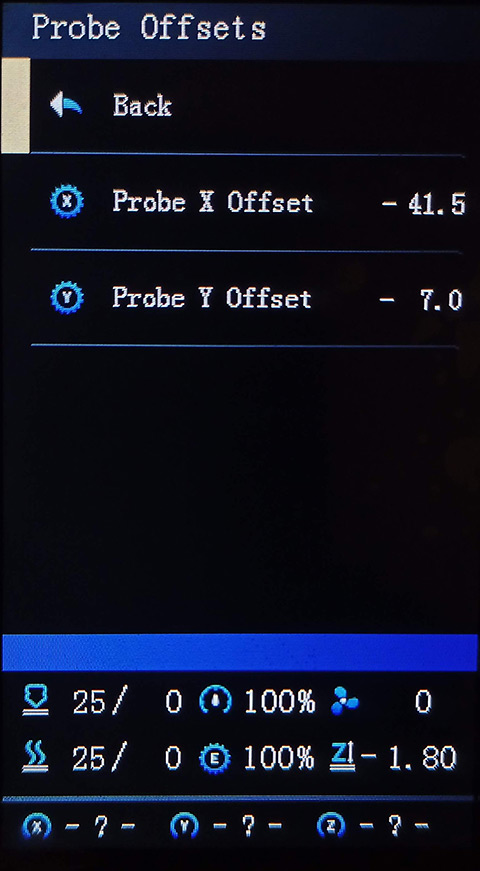 Probe Offsets
Back
X Probe X Offset - 41.5
Y Probe Y Offset - 7.0
25 / 0 100% 0
25 / 0 E 100% Z - 1.80
X - ? - Y - ? - Z - ? -